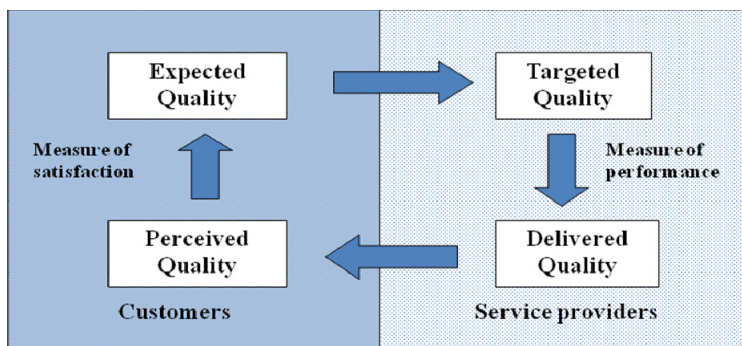 Expected
Quality
Targeted
Quality
Measure of
satisfaction
Measure of
performance
Perceived
Quality
Delivered
Quality
Customers
Service providers